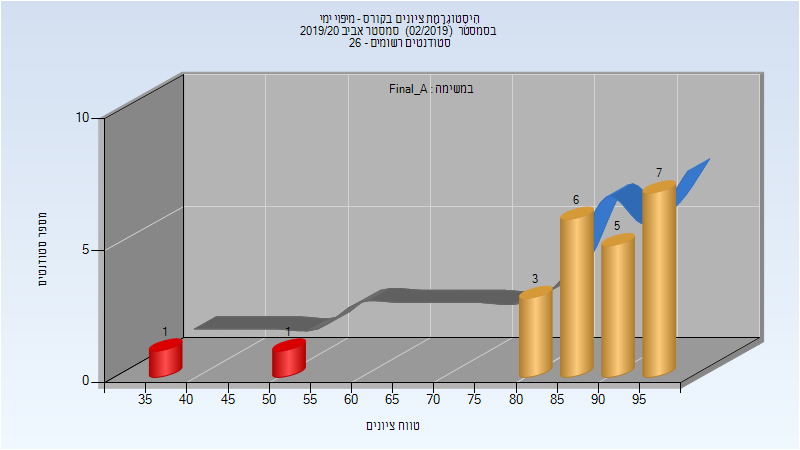 היסטוגרמת ציונים בקורס - מיפוי ימי
בסמסטר (02/2019) סמסטר אביב 2019/20
סטודנטים רשומים - 26
במשימה : Final_A
מספר סטודנטים
10
5
0
1
1
3
6
5
7
35 40 45 50 55 60 65 70 75 80 85 90 95
טווח ציונים